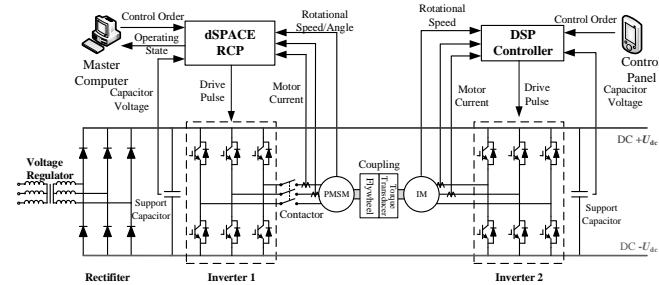 Control Order
Operating
State
Master
Computer
dSPACE
RCP
Rotational
Speed/Angle
Capacitor
Voltage
Drive
Pulse
Motor
Current
Rotational
Speed
DSP
Controller
Control Order
Control
Panel
Motor
Current
Drive
Pulse
Capacitor
Voltage
DC +Udc
Voltage
Regulator
Support
Capacitor
Contactor
PMSM
Coupling
Flywheel
Torque
Transducer
IM
Support
Capacitor
DC -Udc
Rectifiter
Inverter 1
Inverter 2